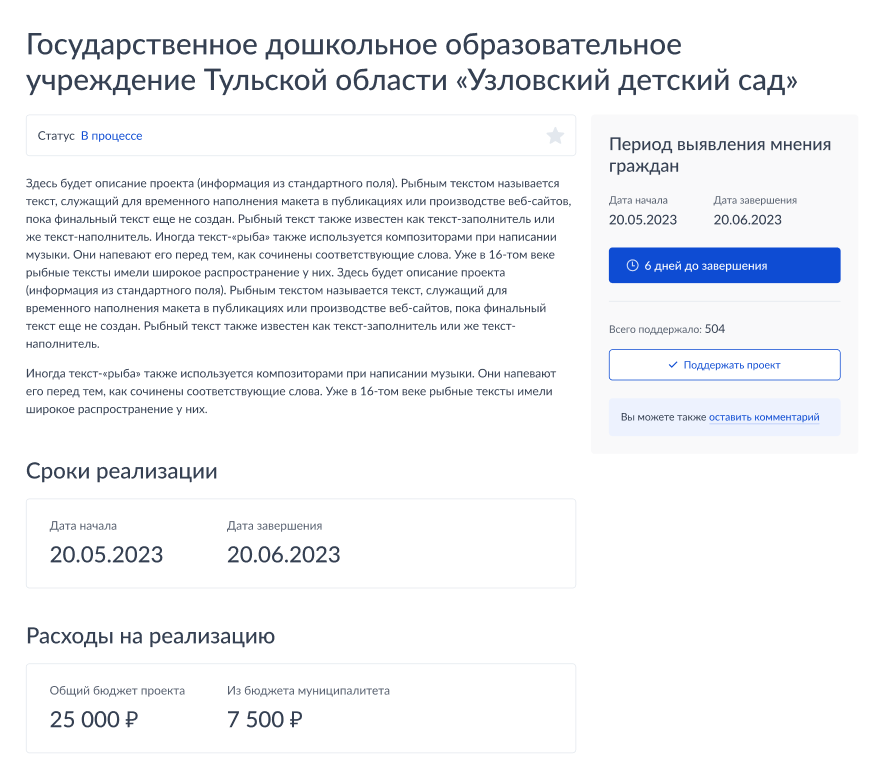 Государственное дошкольное образовательное
учреждение Тульской области «Узловский детский сад»
Статус В процессе
Здесь будет описание проекта (информация из стандартного поля). Рыбным текстом называется
текст, служащий для временного наполнения макета в публикациях или производстве веб-сайтов,
пока финальный текст еще не создан. Рыбный текст также известен как текст-заполнитель или
же текст-наполнитель. Иногда текст-«рыба» также используется композиторами при написании
музыки. Они напевают его перед тем, как сочинены соответствующие слова. Уже в 16-том веке
рыбные тексты имели широкое распространение у них. Здесь будет описание проекта
(информация из стандартного поля). Рыбным текстом называется текст, служащий для
временного наполнения макета в публикациях или производстве веб-сайтов, пока финальный
текст еще не создан. Рыбный текст также известен как текст-заполнитель или же текст-
наполнитель.
Иногда текст-«рыба» также используется композиторами при написании музыки. Они напевают
его перед тем, как сочинены соответствующие слова. Уже в 16-том веке рыбные тексты имели
широкое распространение у них.
Сроки реализации
Дата начала Дата завершения
20.05.2023 20.06.2023
Расходы на реализацию
Общий бюджет проекта Из бюджета муниципалитета
25 000 ₽ 7 500 ₽
Период выявления мнения
граждан
Дата начала Дата завершения
20.05.2023 20.06.2023
6 дней до завершения
Всего поддержало: 504
Поддержать проект
Вы можете также оставить комментарий